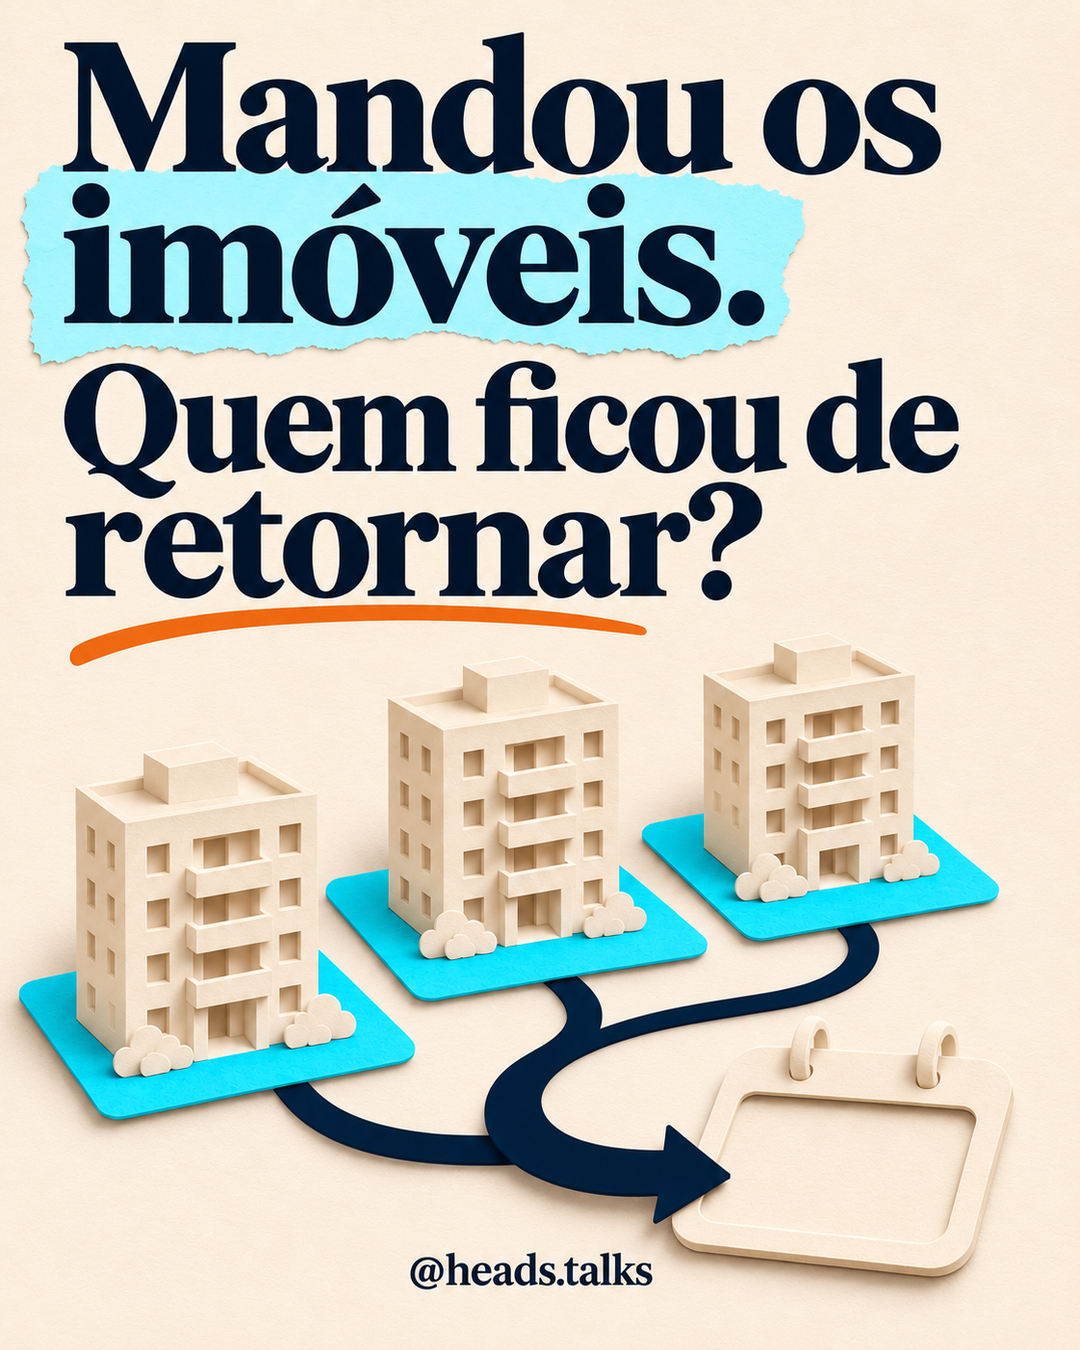 Mandou os
imóveis.
Quem ficou de
retornar?
@heads.talks